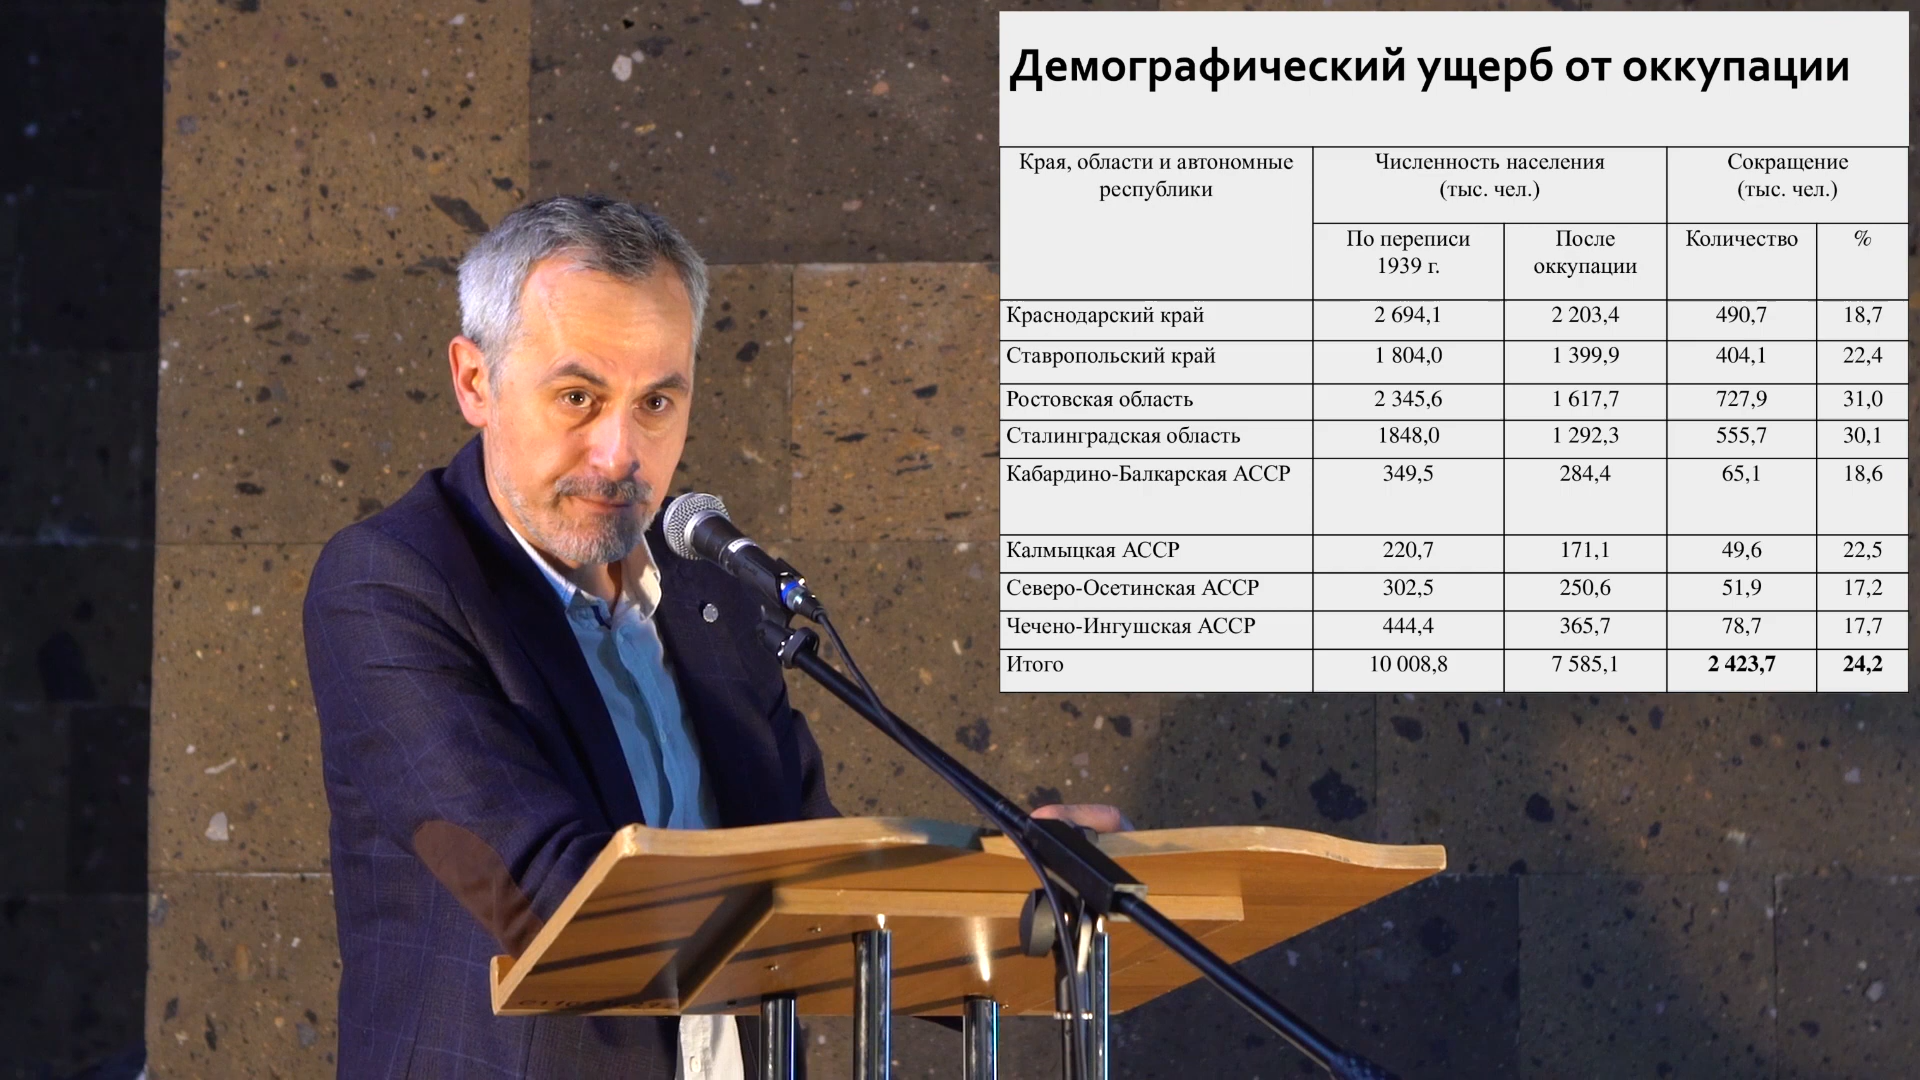 Демографический ущерб от оккупации
Края, области и автономные
республики
Численность населения
(тыс. чел.)
Сокращение
(тыс. чел.)
По переписи
1939 г.
После
оккупации
Количество
%
Краснодарский край 2 694,1 2 203,4 490,7 18,7
Ставропольский край 1 804,0 1 399,9 404,1 22,4
Ростовская область 2 345,6 1 617,7 727,9 31,0
Сталинградская область 1848,0 1 292,3 555,7 30,1
Кабардино-Балкарская АССР 349,5 284,4 65,1 18,6
Калмыцкая АССР 220,7 171,1 49,6 22,5
Северо-Осетинская АССР 302,5 250,6 51,9 17,2
Чечено-Ингушская АССР 444,4 365,7 78,7 17,7
Итого 10 008,8 7 585,1 2 423,7 24,2